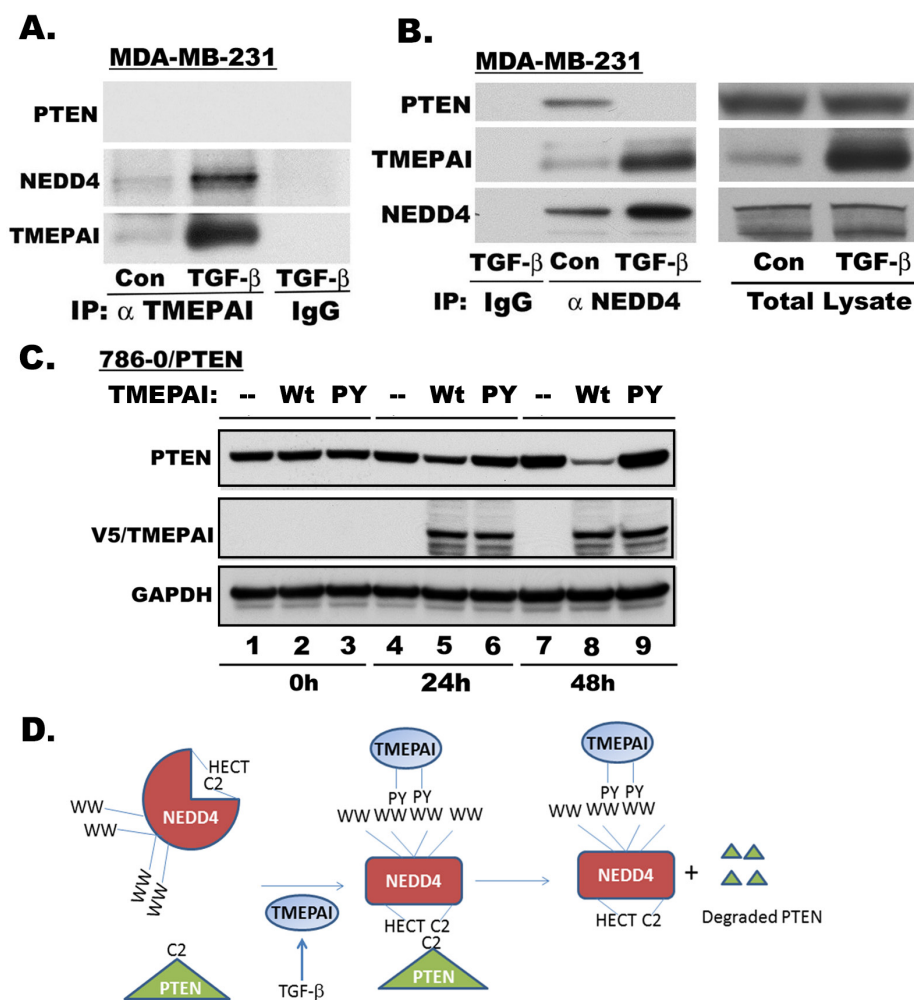 A.
MDA-MB-231
PTEN
NEDD4
TMEPAI
Con TGF-β TGF-β
IP: α TMEPAI IgG
B.
MDA-MB-231
PTEN
TMEPAI
NEDD4
TGF-β Con TGF-β Con TGF-β
IP: IgG α NEDD4 Total Lysate
C.
786-0/PTEN
TMEPAI: -- Wt PY -- Wt PY -- Wt PY
PTEN
V5/TMEPAI
GAPDH
1 2 3 4 5 6 7 8 9
0h 24h 48h
D.
HECT
C2
NEDD4
WW
WW
WW
WW
C2
PTEN
TMEPAI
TGF-β
TMEPAI
PY PY
WW WW WW WW
NEDD4
HECT C2
C2
PTEN
TMEPAI
PY PY
WW WW WW WW
NEDD4
HECT C2
+
Degraded PTEN